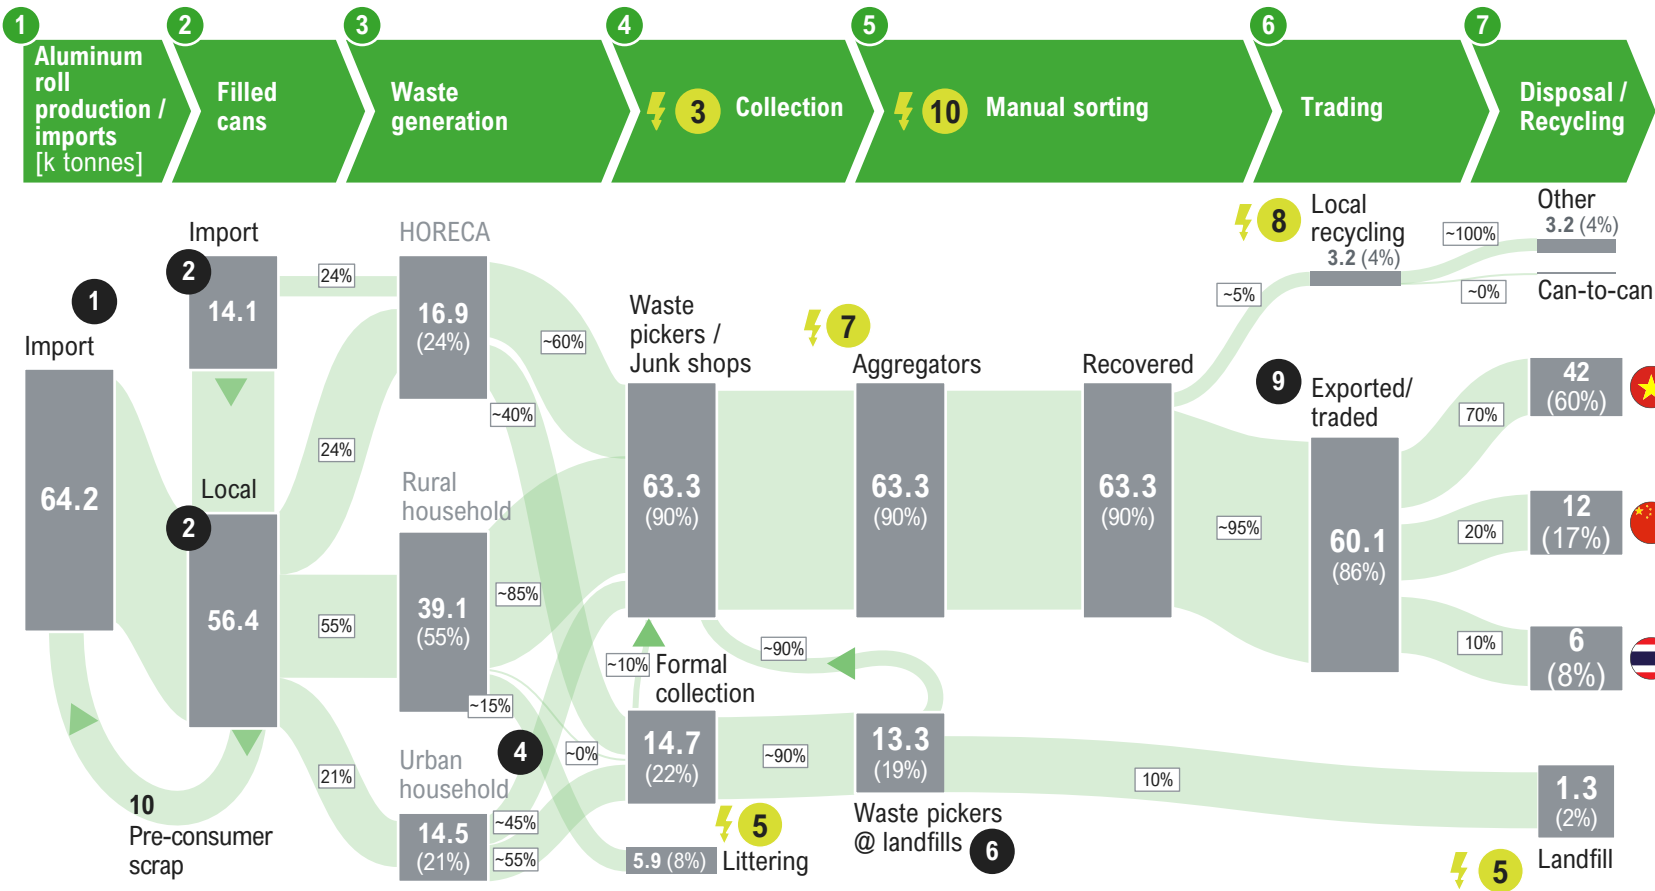 1
2
3
4
5
6
7
Aluminum
roll
production /
imports
[k tonnes]
Filled
cans
Waste
generation
3
Collection
10
Manual sorting
Trading
Disposal /
Recycling
1
Import
64.2
10
Pre-consumer
scrap
Import
2
14.1
Local
2
56.4
24%
24%
55%
21%
HORECA
16.9
(24%)
Rural
household
39.1
(55%)
Urban
household
14.5
(21%)
~60%
~40%
~85%
~15%
4
~0%
~45%
~55%
Waste
pickers /
Junk shops
63.3
(90%)
~10%
Formal
collection
14.7
(22%)
5
5.9 (8%)
Littering
~90%
~90%
7
Aggregators
63.3
(90%)
13.3
(19%)
Waste pickers
@ landfills
6
Recovered
63.3
(90%)
10%
~5%
~95%
8
Local
recycling
3.2 (4%)
9
Exported/
traded
60.1
(86%)
~100%
~0%
70%
20%
10%
Other
3.2 (4%)
Can-to-can
42
(60%)
12
(17%)
6
(8%)
1.3
(2%)
Landfill
5